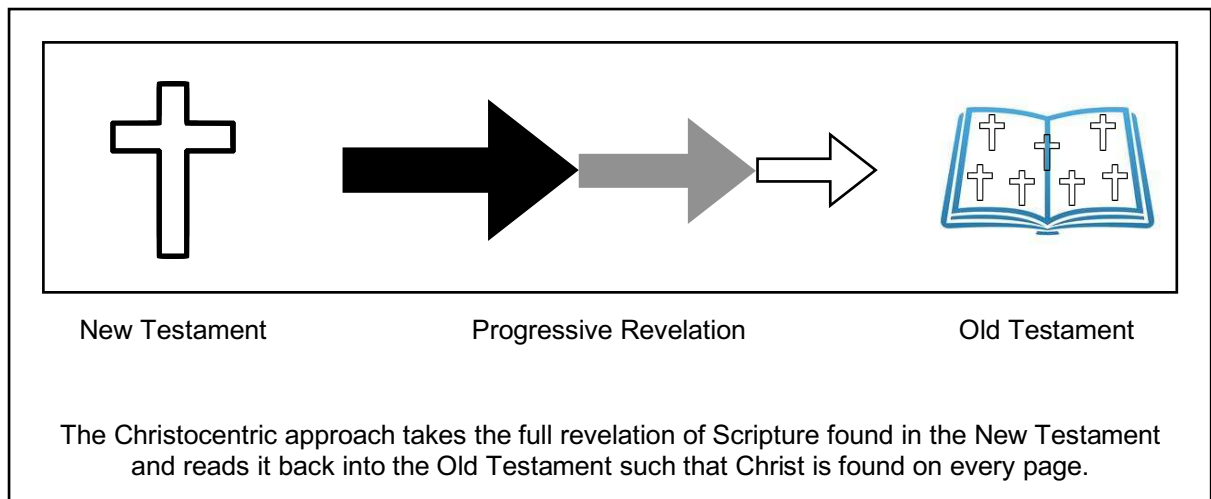 New Testament
Progressive Revelation
Old Testament
The Christocentric approach takes the full revelation of Scripture found in the New Testament
and reads it back into the Old Testament such that Christ is found on every page.